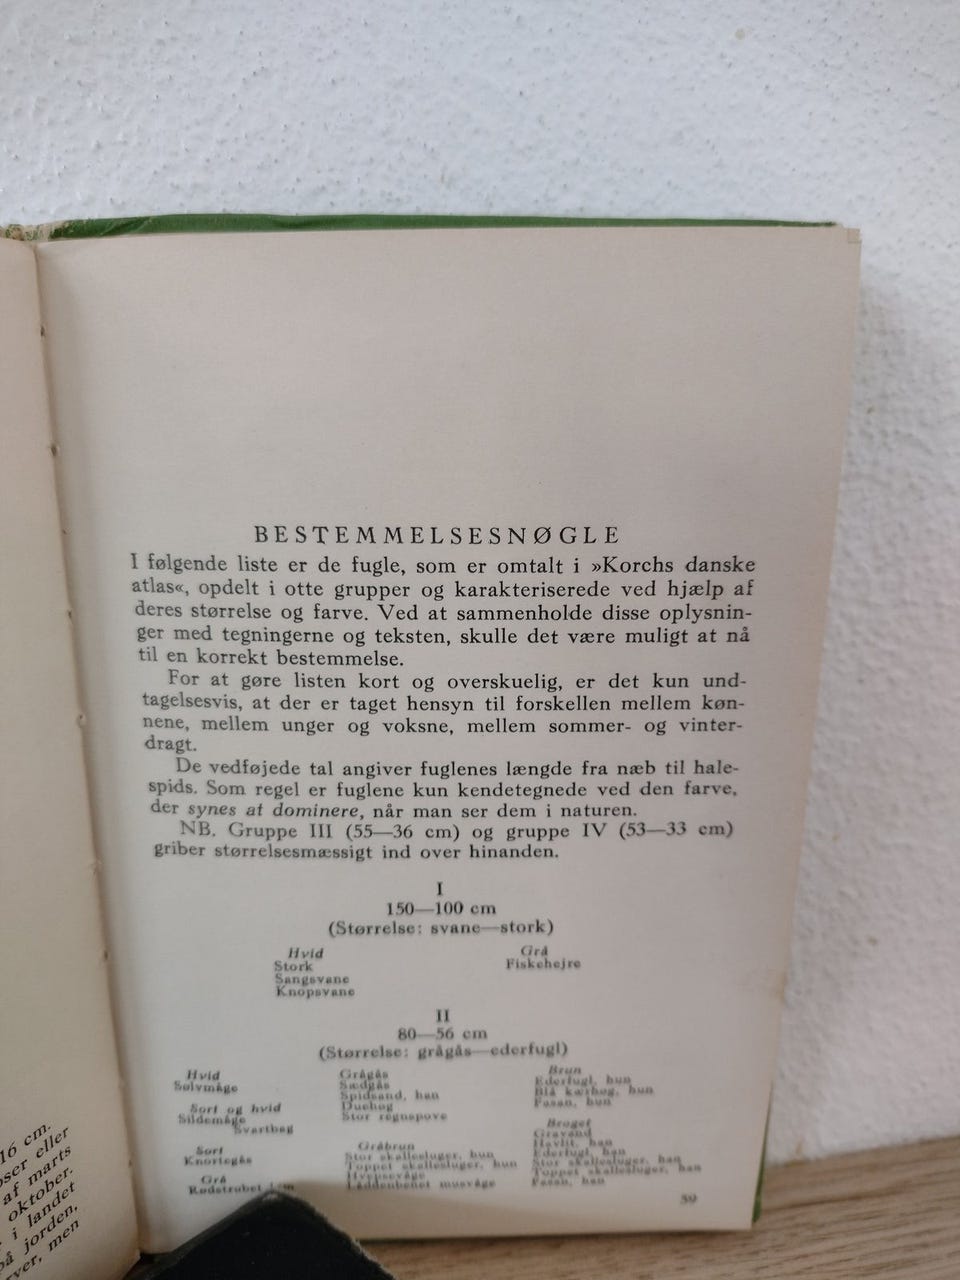 BESTEMMELSESNØGLE
I følgende liste er de fugle, som er omtalt i »Korchs danske
atlas«, opdelt i otte grupper og karakteriserede ved hjælp af
deres størrelse og farve. Ved at sammenholde disse oplysnin-
ger med tegningerne og teksten, skulle det være muligt at nå
til en korrekt bestemmelse.
For at gøre listen kort og overskuelig, er det kun und-
tagelsesvis, at der er taget hensyn til forskellen mellem køn-
nene, mellem unger og voksne, mellem sommer- og vinter-
dragt.
De vedføjede tal angiver fuglenes længde fra næb til hale-
spids. Som regel er fuglene kun kendetegnede ved den farve,
der synes at dominere, når man ser dem i naturen.
NB. Gruppe III (55—36 cm) og gruppe IV (53—33 cm)
griber størrelsesmæssigt ind over hinanden.
I
150—100 cm
(Størrelse: svane—stork)
Hvid
Stork
Sangsvane
Knopsvane
Grå
Fiskehejre
II
80—56 cm
(Størrelse: grågås—ederfugl)
Hvid
Sølvmåge
Sort og hvid
Sildemåge
Svartbag
Sort
Knortegås
Grå
Rødstrubet lom
Grågås
Sædgås
Spidsand, han
Duehøg
Stor regnspove
Gråbrun
Stor skallesluger, hun
Toppet skallesluger, hun
Hvepsevåge
Låddenbenet musvåge
Brun
Ederfugl, hun
Blå kærhøg, hun
Fasan, hun
Broget
Gravand
Havlit, han
Ederfugl, han
Stor skallesluger, han
Toppet skallesluger, han
Fasan, han
59
16 cm.
eller
af marts
oktober.
i landet
på jorden,
men